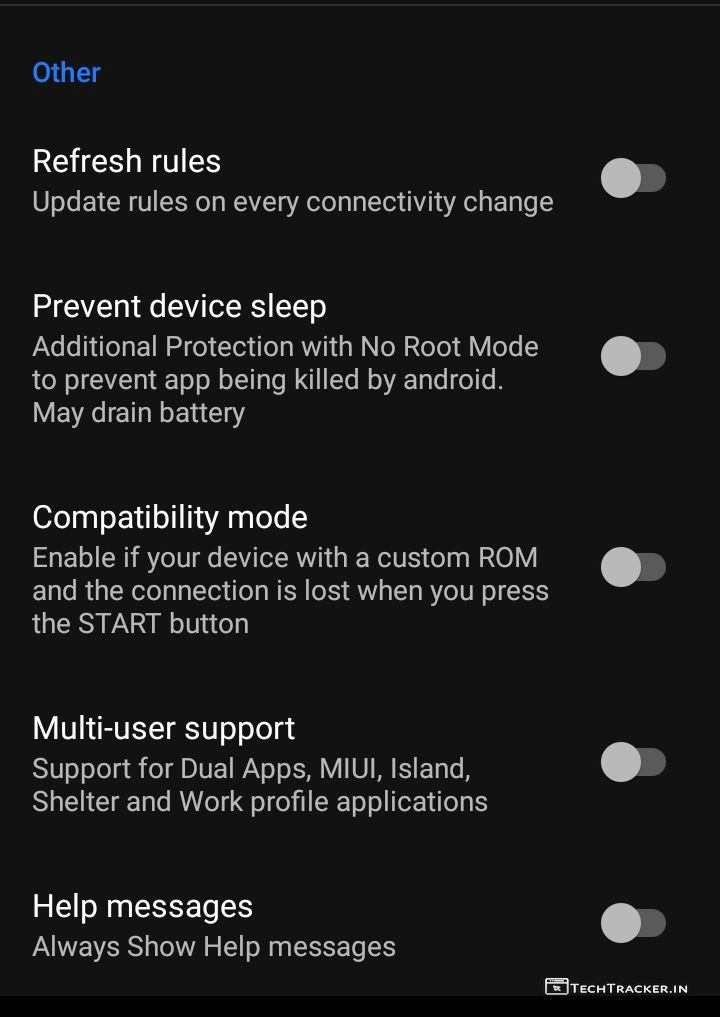 Other
Refresh rules
Update rules on every connectivity change
Prevent device sleep
Additional Protection with No Root Mode
to prevent app being killed by android.
May drain battery
Compatibility mode
Enable if your device with a custom ROM
and the connection is lost when you press
the START button
Multi-user support
Support for Dual Apps, MIUI, Island,
Shelter and Work profile applications
Help messages
Always Show Help messages
TECHTRACKER.IN